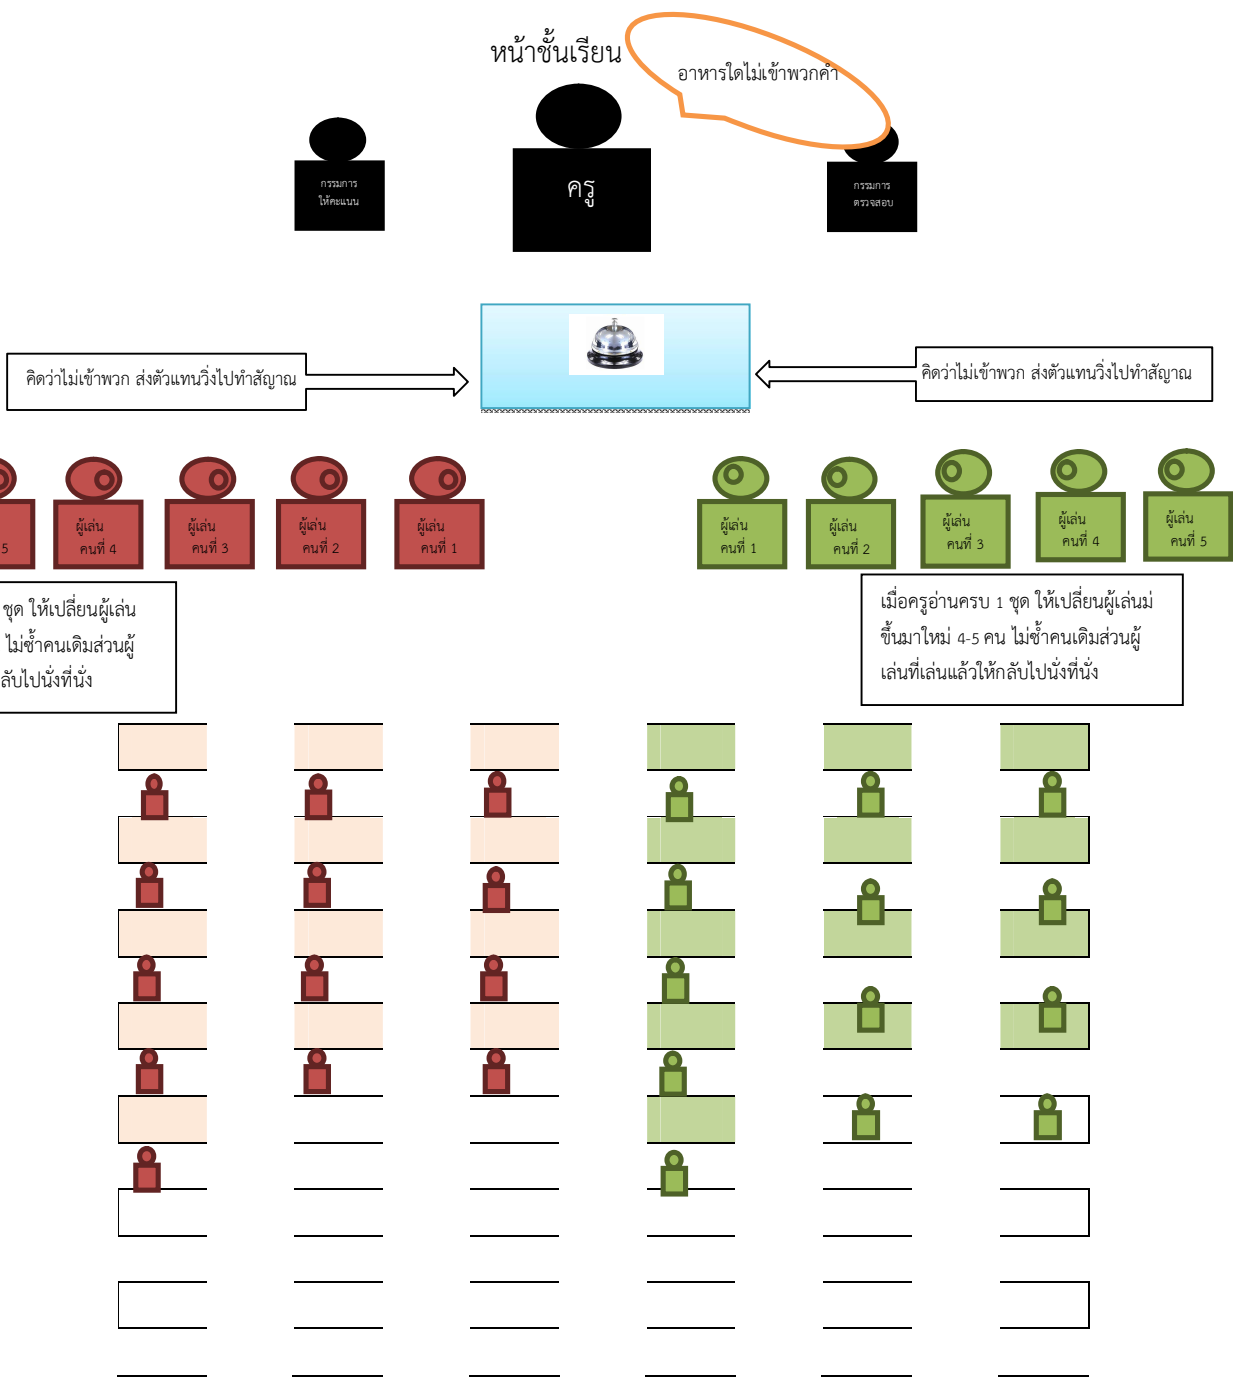 หน้าชั้นเรียน
อาหารใดไม่เข้าพวกคำ
กรรมการ
ให้คะแนน
ครู
กรรมการ
ตรวจสอบ
คิดว่าไม่เข้าพวก ส่งตัวแทนวิ่งไปทำสัญาณ
คิดว่าไม่เข้าพวก ส่งตัวแทนวิ่งไปทำสัญาณ
5
ผู้เล่น
คนที่ 4
ผู้เล่น
คนที่ 3
ผู้เล่น
คนที่ 2
ผู้เล่น
คนที่ 1
ผู้เล่น
คนที่ 1
ผู้เล่น
คนที่ 2
ผู้เล่น
คนที่ 3
ผู้เล่น
คนที่ 4
ผู้เล่น
คนที่ 5
ชุด ให้เปลี่ยนผู้เล่น
ไม่ซ้ำคนเดิมส่วนผู้
ลับไปนั่งที่นั่ง
เมื่อครูอ่านครบ 1 ชุด ให้เปลี่ยนผู้เล่นม่
ขึ้นมาใหม่ 4-5 คน ไม่ซ้ำคนเดิมส่วนผู้
เล่นที่เล่นแล้วให้กลับไปนั่งที่นั่ง